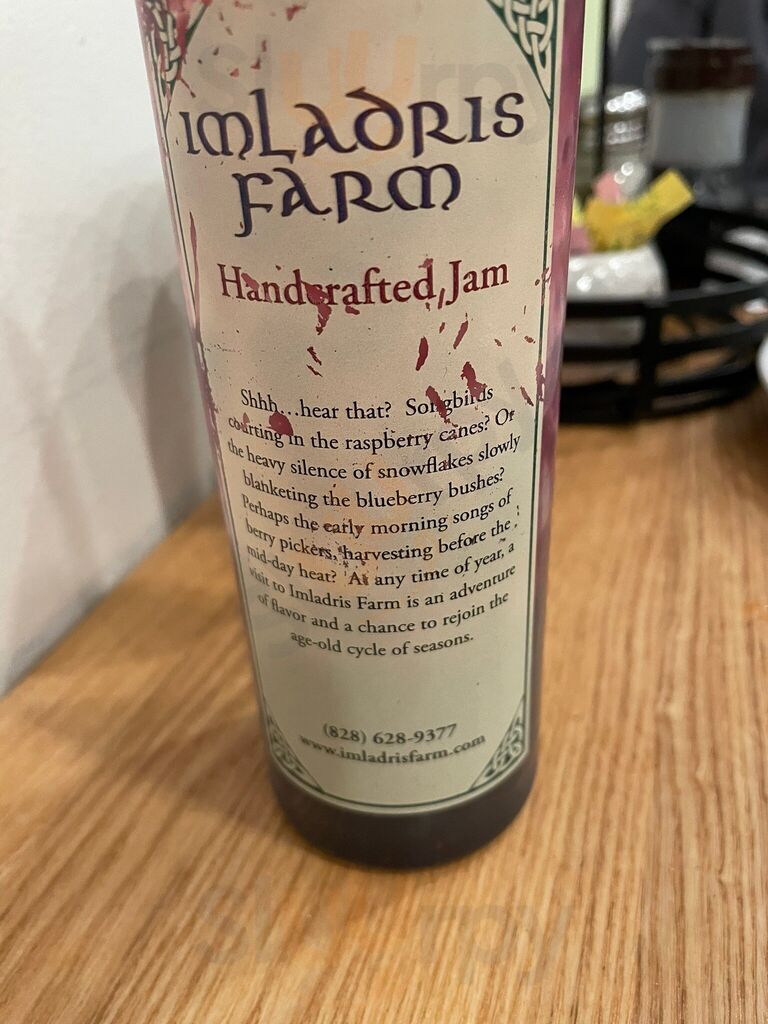 Slurpy
IMLADRIS
FARM
Handcrafted Jam
Shhh...hear that? Songbirds
courting in the raspberry canes? Or
the heavy silence of snowflakes slowly
blanketing the blueberry bushes?
Perhaps the early morning songs of
berry pickers, harvesting before the
mid-day heat? At any time of year, a
visit to Imladris Farm is an adventure
of flavor and a chance to rejoin the
age-old cycle of seasons.
(828) 628-9377
www.imladrisfarm.com
Slurpy